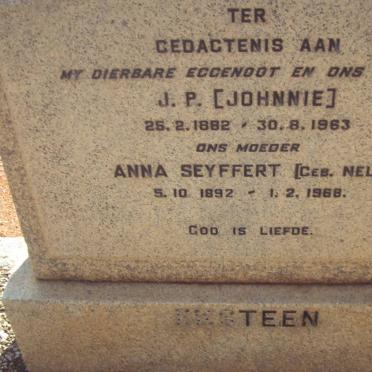 TER
GEDACTENIS AAN
MY DIERBARE EGGENOOT EN ONS
J. P. [JOHNNIE]
25.2.1882 - 30.8.1963
ONS MOEDER
ANNA SEYFFERT [GEB. NEL
5.10.1892 - 1.2.1968.
GOD IS LIEFDE.
EKSTEEN